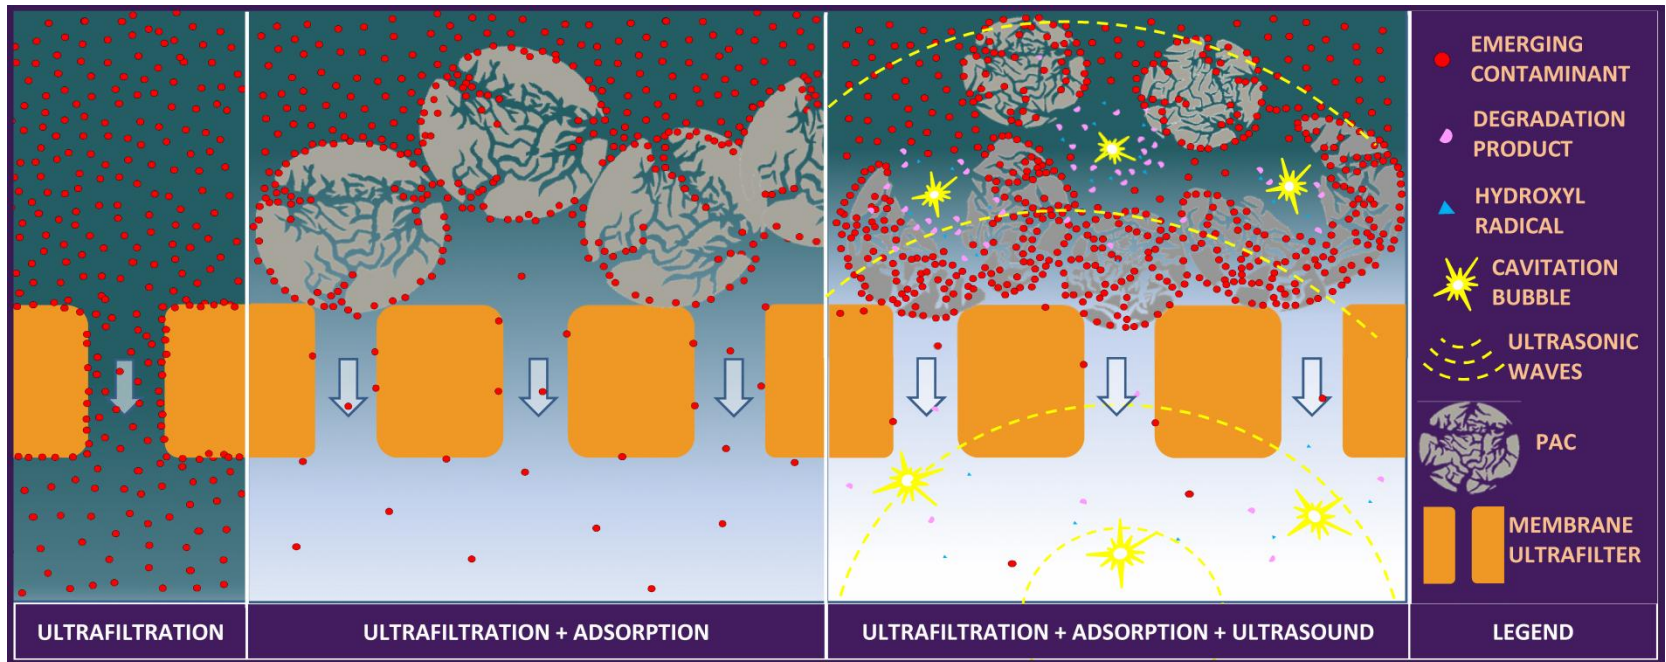 EMERGING
CONTAMINANT
DEGRADATION
PRODUCT
HYDROXYL
RADICAL
CAVITATION
BUBBLE
ULTRASONIC
WAVES
PAC
MEMBRANE
ULTRAFILTER
ULTRAFILTRATION
ULTRAFILTRATION + ADSORPTION
ULTRAFILTRATION + ADSORPTION + ULTRASOUND
LEGEND